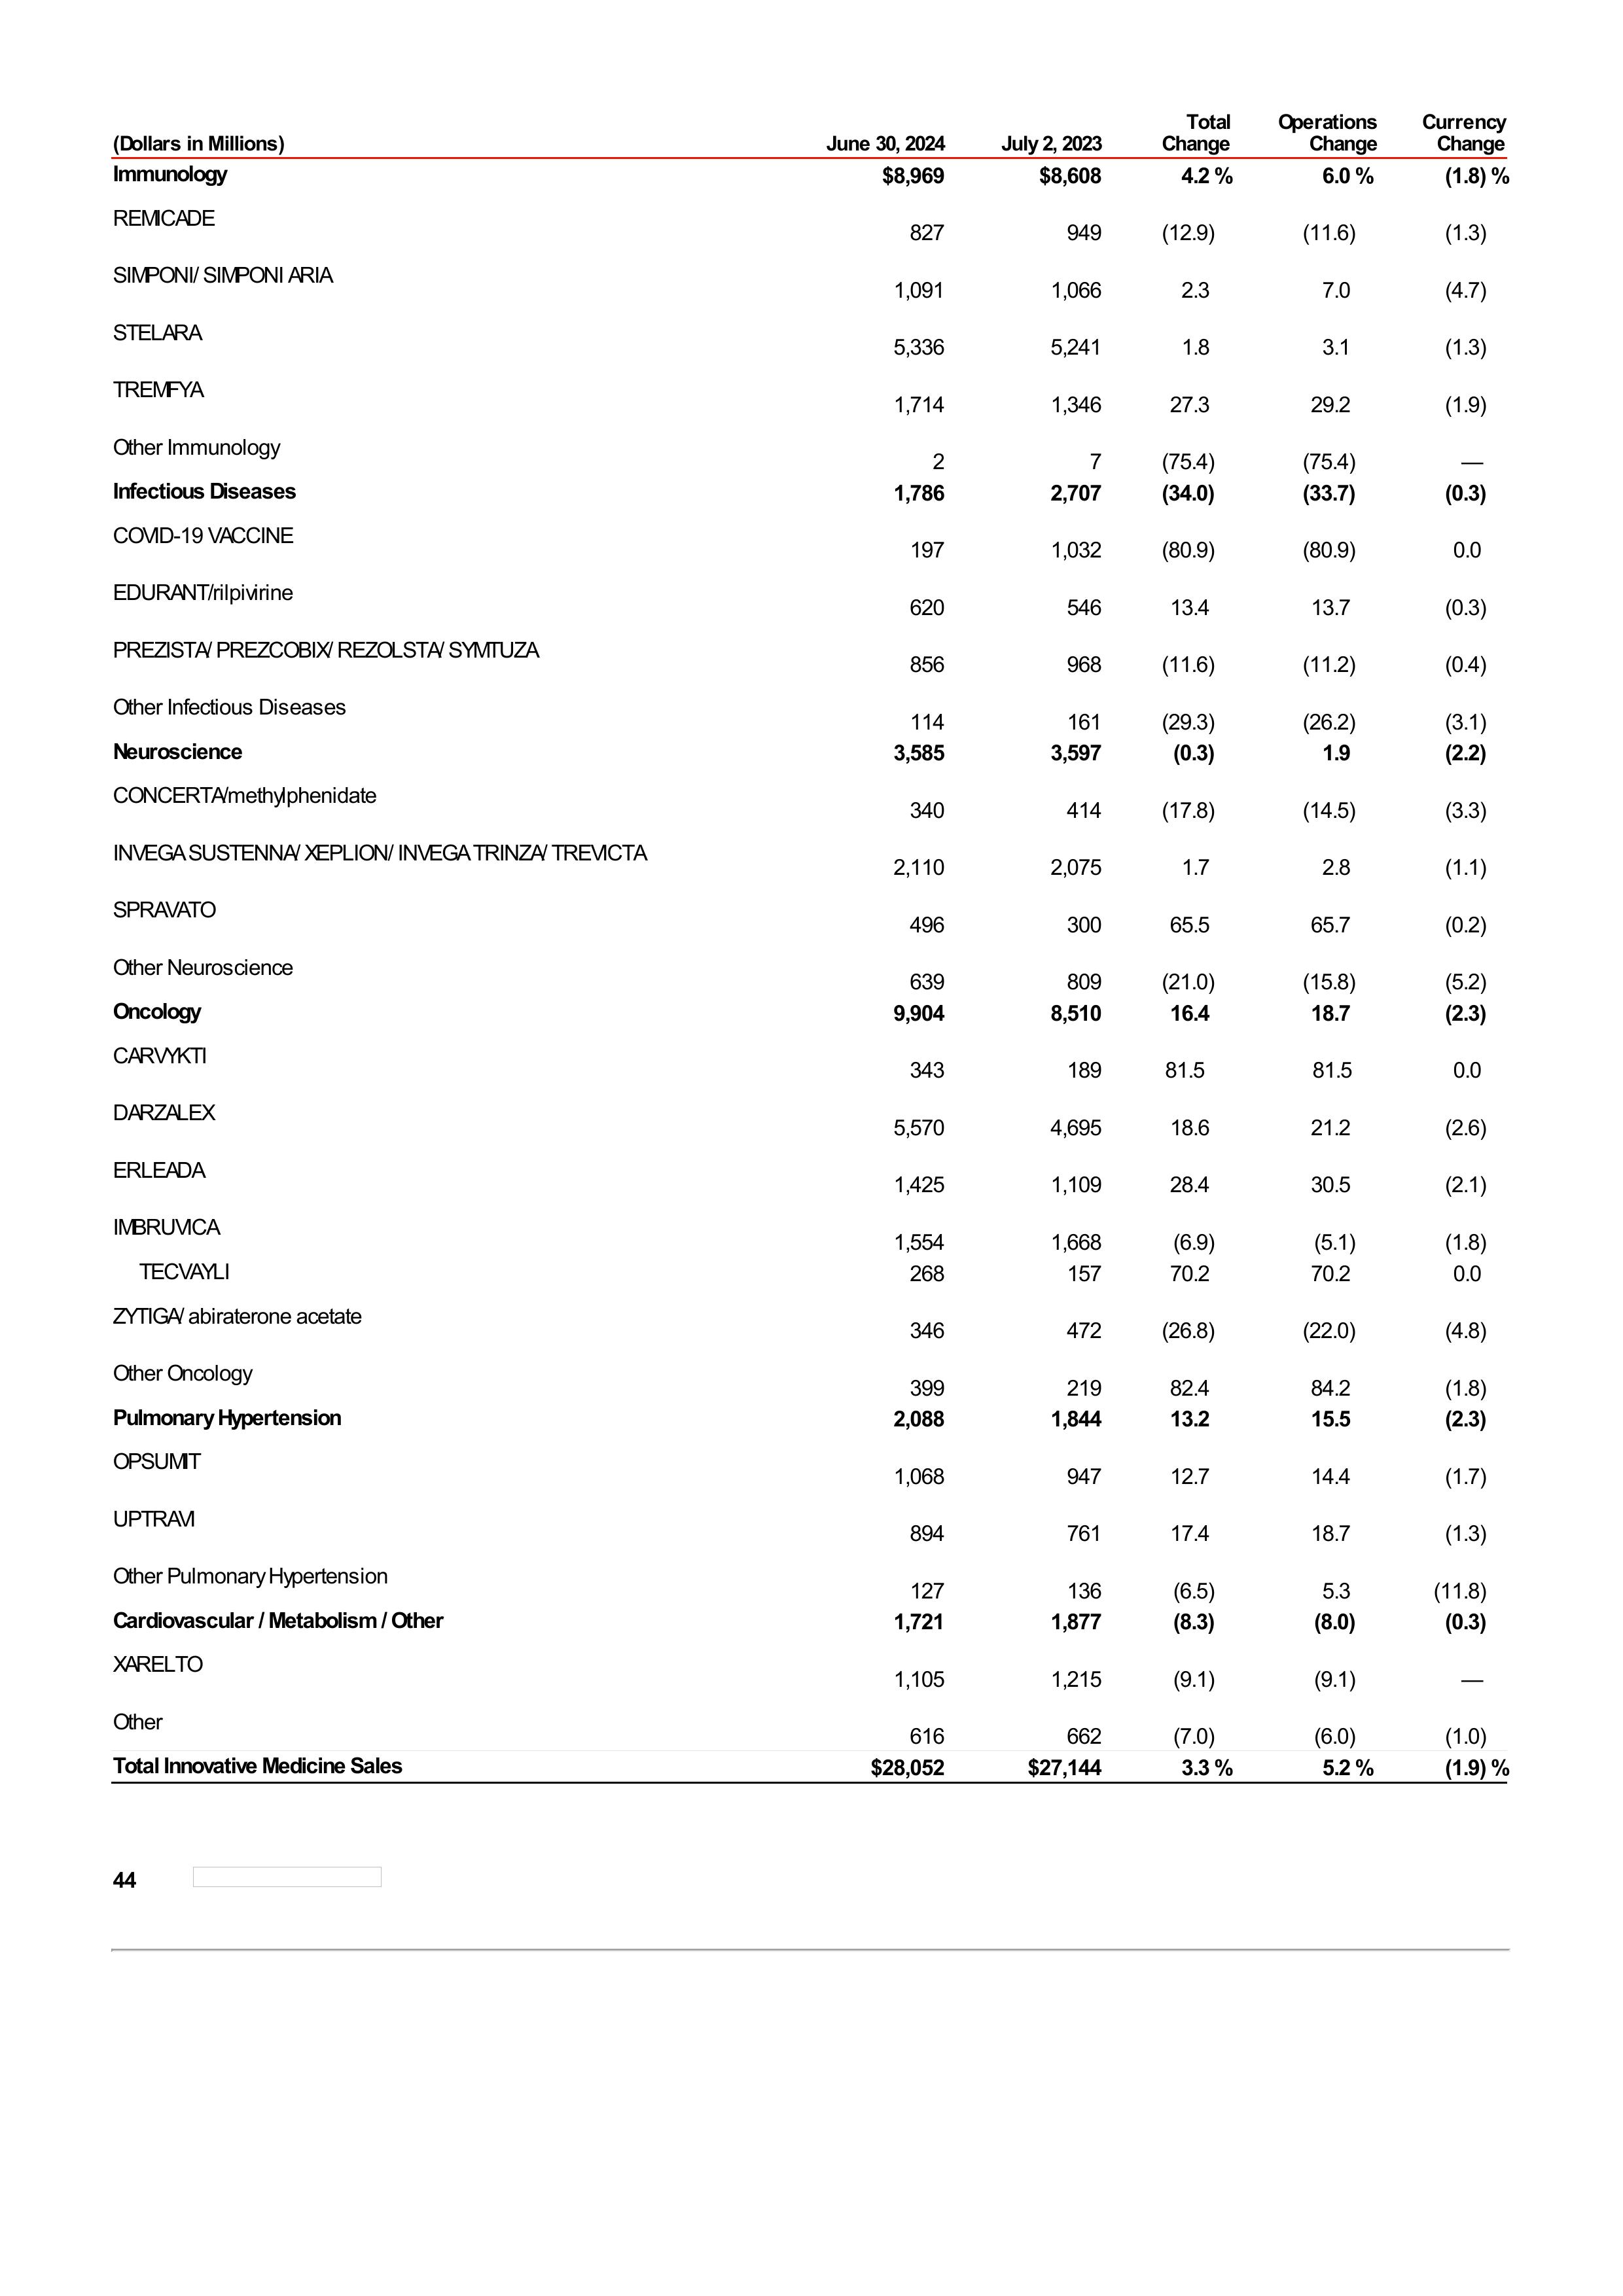 Total Operations Currency
(Dollars in Millions) June 30, 2024 July 2, 2023 Change Change Change
Immunology $8,969 $8,608 4.2 % 6.0 % (1.8) %
REMICADE 827 949 (12.9) (11.6) (1.3)
SIMPONI/ SIMPONI ARIA 1,091 1,066 2.3 7.0 (4.7)
STELARA 5,336 5,241 1.8 3.1 (1.3)
TREMFYA 1,714 1,346 27.3 29.2 (1.9)
Other Immunology 2 7 (75.4) (75.4) —
Infectious Diseases 1,786 2,707 (34.0) (33.7) (0.3)
COVID-19 VACCINE 197 1,032 (80.9) (80.9) 0.0
EDURANT/rilpivirine 620 546 13.4 13.7 (0.3)
PREZISTA/ PREZCOBIX/ REZOLSTA/ SYMTUZA 856 968 (11.6) (11.2) (0.4)
Other Infectious Diseases 114 161 (29.3) (26.2) (3.1)
Neuroscience 3,585 3,597 (0.3) 1.9 (2.2)
CONCERTA/methylphenidate 340 414 (17.8) (14.5) (3.3)
INVEGA SUSTENNA/ XEPLION/ INVEGA TRINZA/ TREVICTA 2,110 2,075 1.7 2.8 (1.1)
SPRAVATO 496 300 65.5 65.7 (0.2)
Other Neuroscience 639 809 (21.0) (15.8) (5.2)
Oncology 9,904 8,510 16.4 18.7 (2.3)
CARVYKTI 343 189 81.5 81.5 0.0
DARZALEX 5,570 4,695 18.6 21.2 (2.6)
ERLEADA 1,425 1,109 28.4 30.5 (2.1)
IMBRUVICA 1,554 1,668 (6.9) (5.1) (1.8)
TECVAYLI 268 157 70.2 70.2 0.0
ZYTIGA/ abiraterone acetate 346 472 (26.8) (22.0) (4.8)
Other Oncology 399 219 82.4 84.2 (1.8)
Pulmonary Hypertension 2,088 1,844 13.2 15.5 (2.3)
OPSUMIT 1,068 947 12.7 14.4 (1.7)
UPTRAVI 894 761 17.4 18.7 (1.3)
Other Pulmonary Hypertension 127 136 (6.5) 5.3 (11.8)
Cardiovascular / Metabolism / Other 1,721 1,877 (8.3) (8.0) (0.3)
XARELTO 1,105 1,215 (9.1) (9.1) —
Other 616 662 (7.0) (6.0) (1.0)
Total Innovative Medicine Sales $28,052 $27,144 3.3 % 5.2 % (1.9) %
44